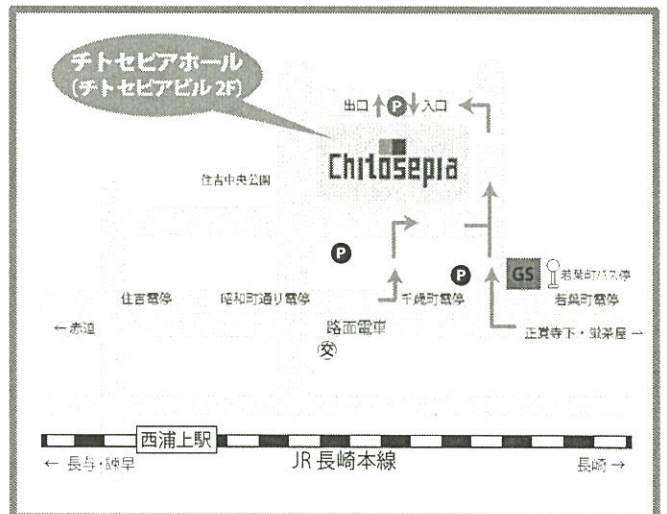 チトセピアホール
(チトセピアビル 2F)
出口 P 入口
Chitosepia
住吉中央公園
P
P
GS
若葉町バス停
住吉電停
昭和町通り電停
千歳町電停
若葉町電停
← 赤迫
路面電車
正覚寺下・蛍茶屋 →
交
西浦上駅
← 長与・諫早
JR 長崎本線
長崎 →